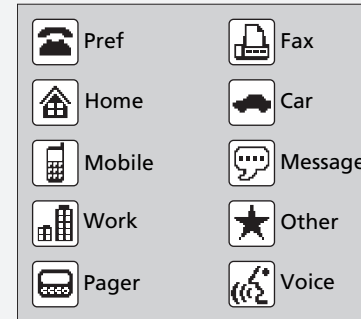 Pref
Fax
Home
Car
Mobile
Message
Work
Other
Pager
Voice